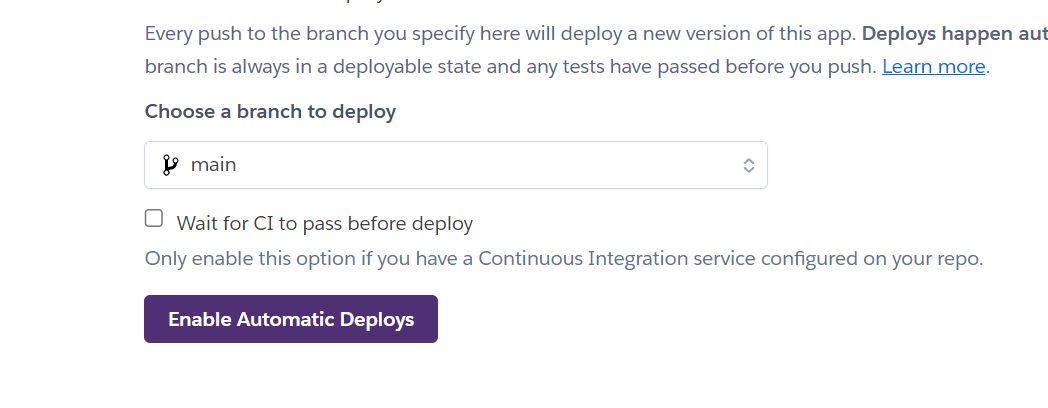 Every push to the branch you specify here will deploy a new version of this app. Deploys happen aut
branch is always in a deployable state and any tests have passed before you push. Learn more.
Choose a branch to deploy
main
Wait for CI to pass before deploy
Only enable this option if you have a Continuous Integration service configured on your repo.
Enable Automatic Deploys